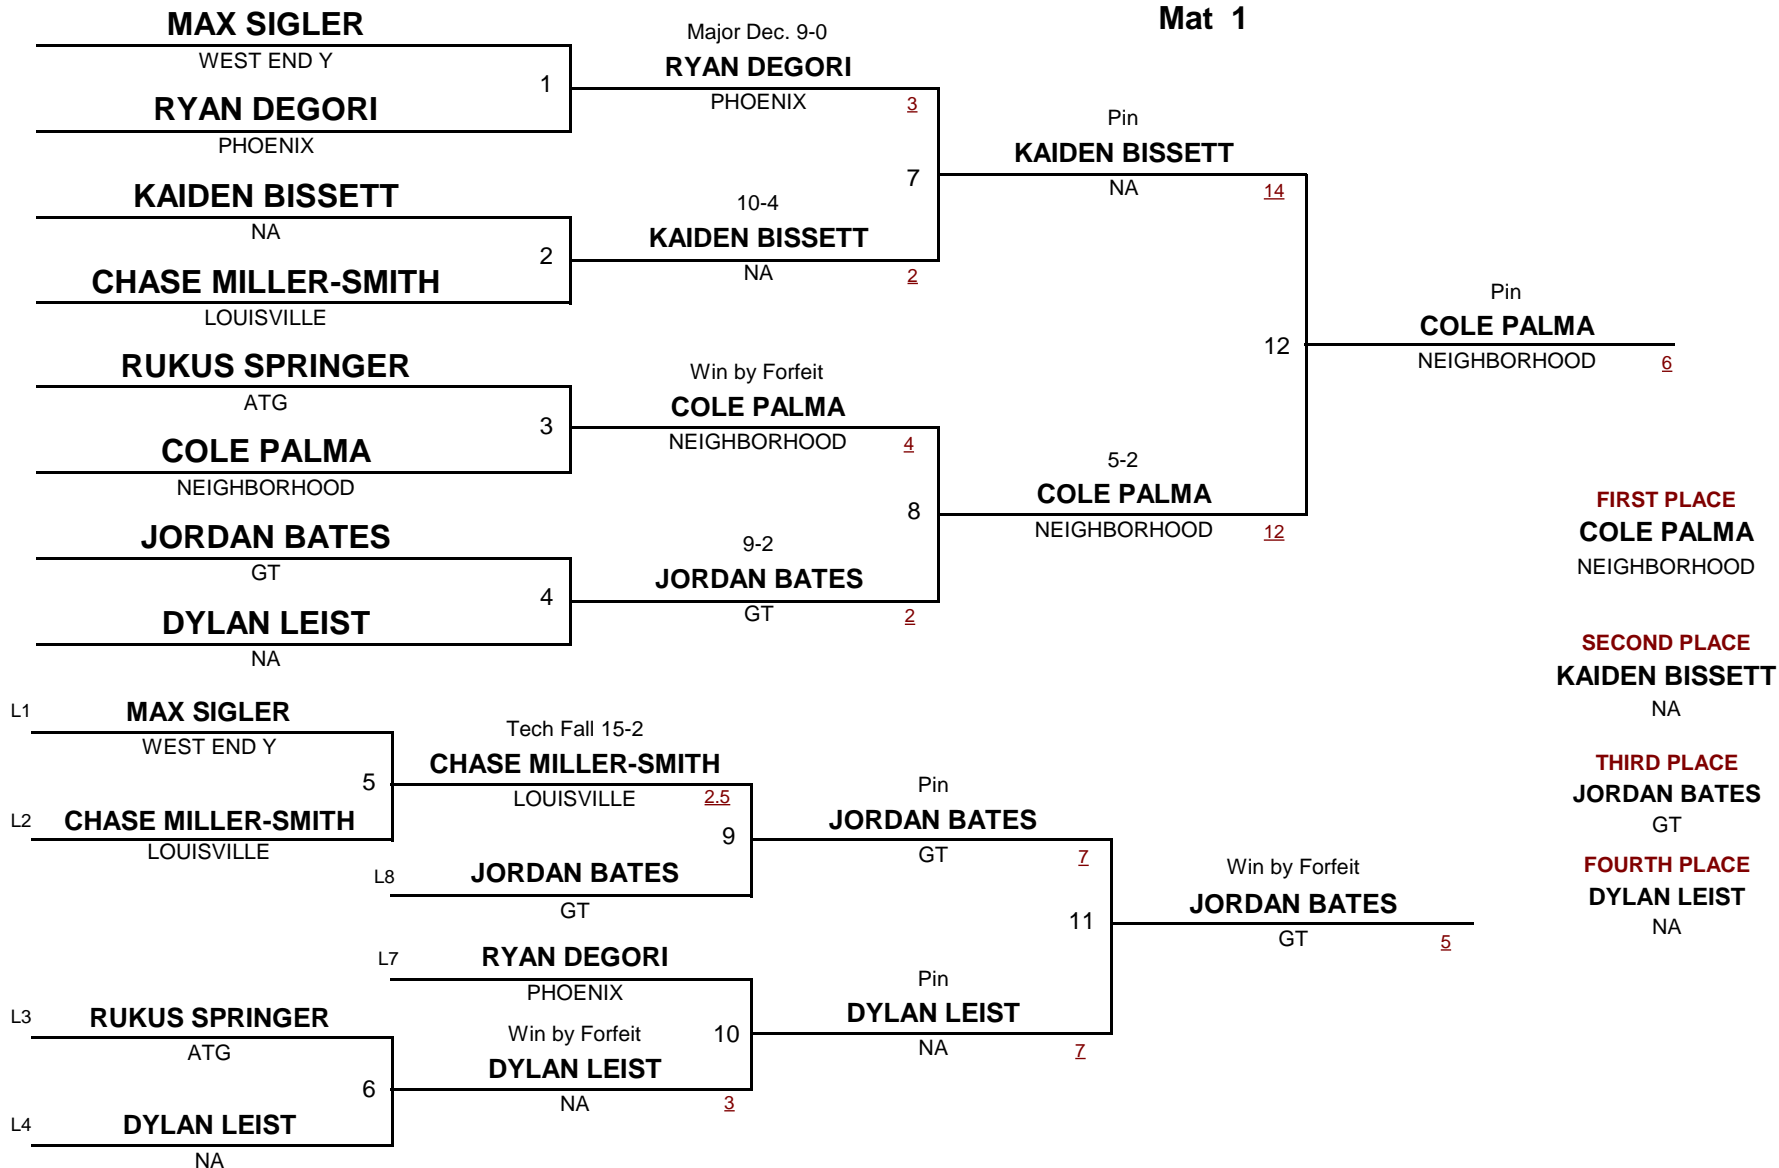 Mat 1
MAX SIGLER
WEST END Y
1
RYAN DEGORI
PHOENIX
KAIDEN BISSETT
NA
2
CHASE MILLER-SMITH
LOUISVILLE
RUKUS SPRINGER
ATG
3
COLE PALMA
NEIGHBORHOOD
JORDAN BATES
GT
4
DYLAN LEIST
NA
Major Dec. 9-0
RYAN DEGORI
PHOENIX 3
7
10-4
KAIDEN BISSETT
NA 2
Win by Forfeit
COLE PALMA
NEIGHBORHOOD 4
8
9-2
JORDAN BATES
GT 2
Pin
KAIDEN BISSETT
NA 14
12
5-2
COLE PALMA
NEIGHBORHOOD 12
Pin
COLE PALMA
NEIGHBORHOOD 6
FIRST PLACE
COLE PALMA
NEIGHBORHOOD
SECOND PLACE
KAIDEN BISSETT
NA
THIRD PLACE
JORDAN BATES
GT
FOURTH PLACE
DYLAN LEIST
NA
L1 MAX SIGLER
WEST END Y
5
L2 CHASE MILLER-SMITH
LOUISVILLE
L3 RUKUS SPRINGER
ATG
6
L4 DYLAN LEIST
NA
Tech Fall 15-2
CHASE MILLER-SMITH
LOUISVILLE 2.5
9
L8 JORDAN BATES
GT
L7 RYAN DEGORI
PHOENIX
10
Win by Forfeit
DYLAN LEIST
NA 3
Pin
JORDAN BATES
GT 7
11
Pin
DYLAN LEIST
NA 7
Win by Forfeit
JORDAN BATES
GT 5